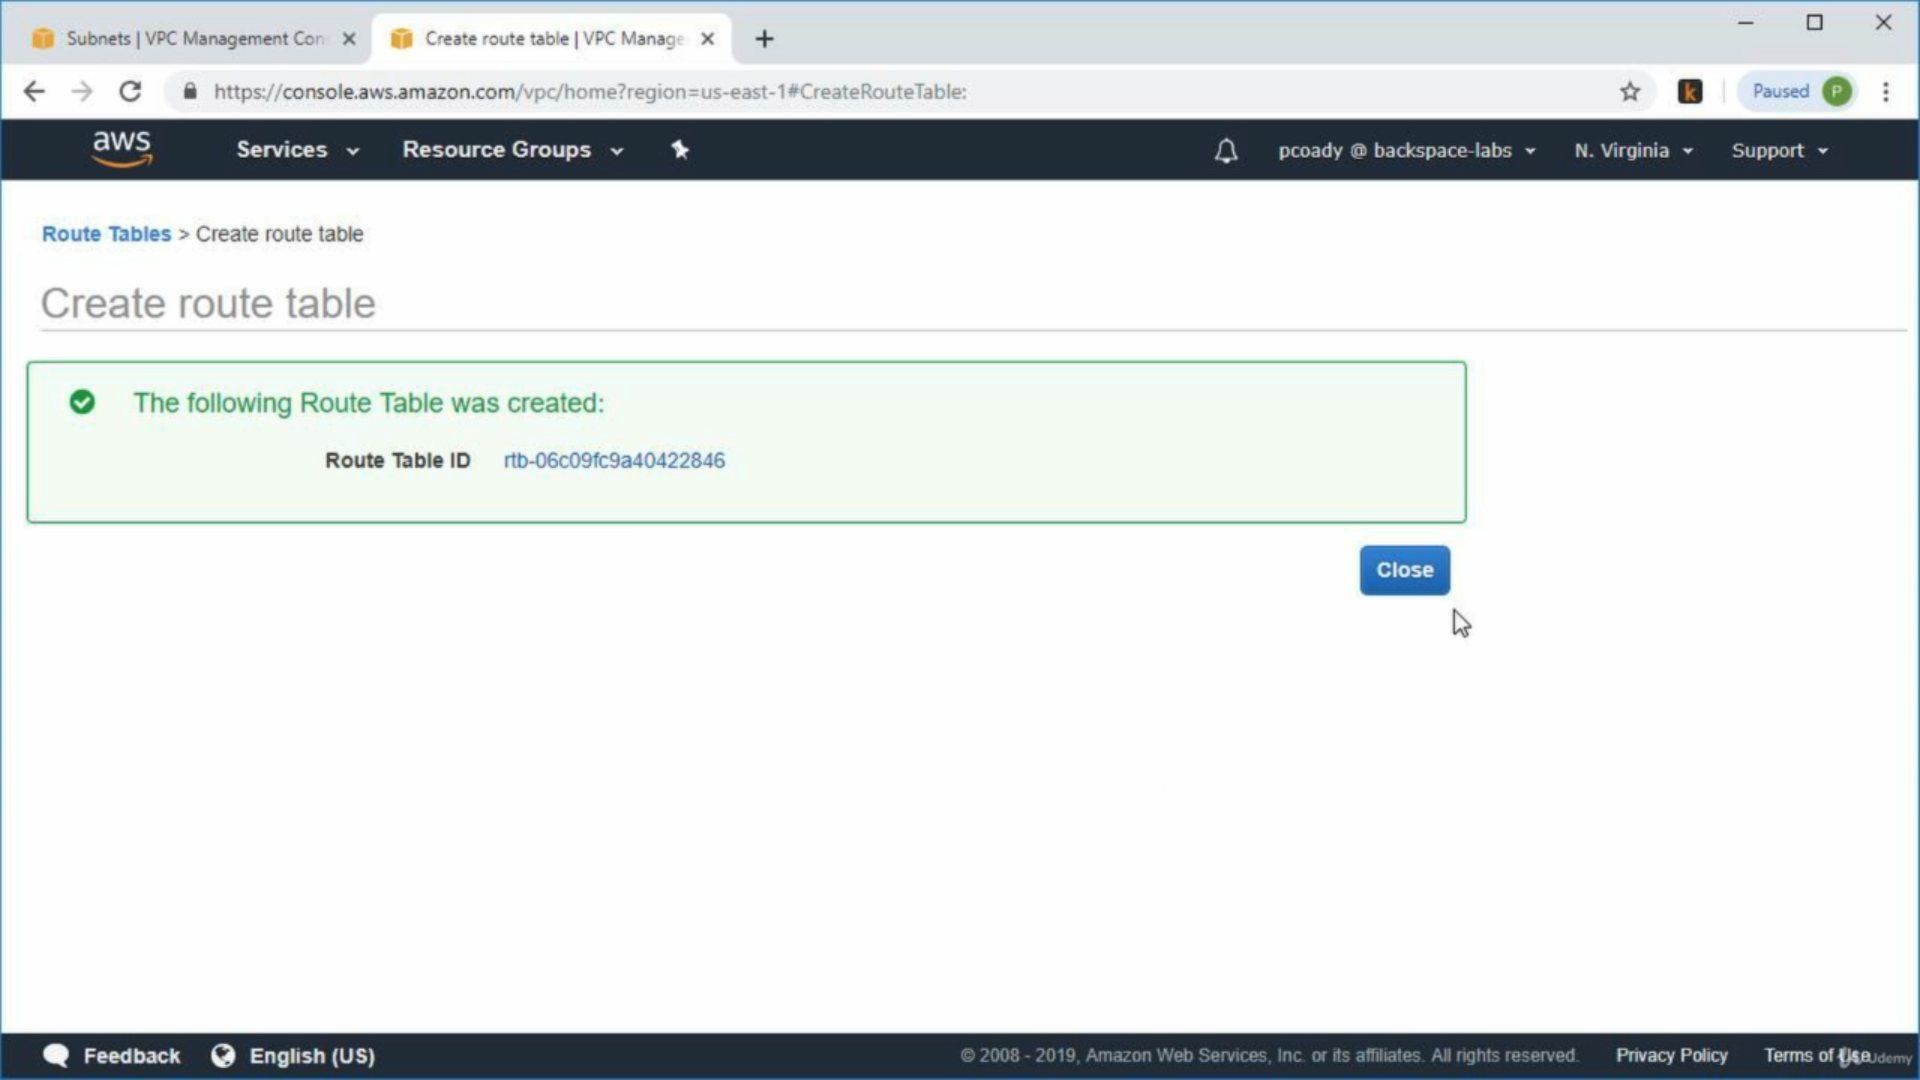 Subnets | VPC Management Con
Create route table | VPC Manage
https://console.aws.amazon.com/vpc/home?region=us-east-1#CreateRouteTable:
k
Paused P
aws
Services
Resource Groups
pcoady @ backspace-labs
N. Virginia
Support
Route Tables > Create route table
Create route table
The following Route Table was created:
Route Table ID rtb-06c09fc9a40422846
Close
Feedback
English (US)
© 2008 - 2019, Amazon Web Services, Inc. or its affiliates. All rights reserved.
Privacy Policy
Terms of Use
Udemy